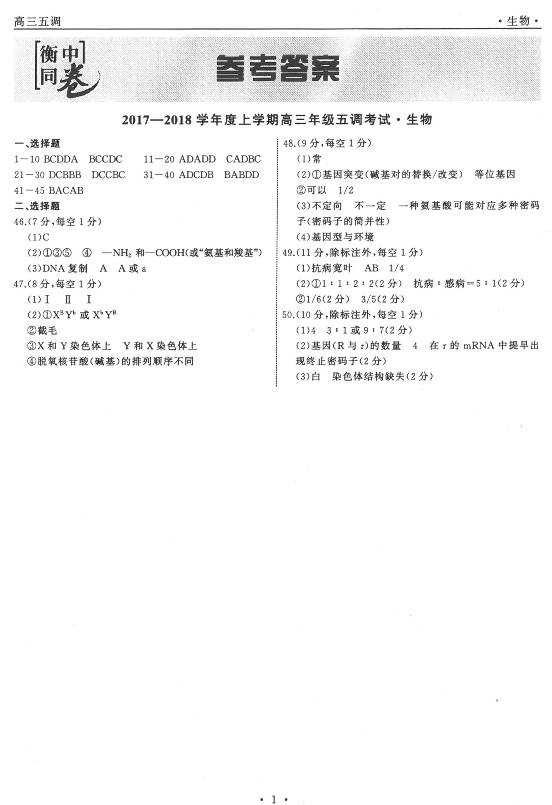 高三五调
·生物·
衡中
同卷
参考答案
2017—2018 学年度上学期高三年级五调考试·生物
一、选择题
1—10 BCDDA BCCDC 11—20 ADADD CADBC
21—30 DCBBB DCCBC 31—40 ADCDB BABDD
41—45 BACAB
二、选择题
46.(7 分,每空 1 分)
(1)C
(2)①③⑤ ④ —NH₂ 和—COOH(或“氨基和羧基”)
(3)DNA 复制 A A 或 a
47.(8 分,每空 1 分)
(1)Ⅰ Ⅱ Ⅰ
(2)①XᴮYᵇ 或 XᵇYᴮ
②截毛
③X 和 Y 染色体上 Y 和 X 染色体上
④脱氧核苷酸(碱基)的排列顺序不同
48.(9 分,每空 1 分)
(1)常
(2)①基因突变(碱基对的替换/改变) 等位基因
②可以 1/2
(3)不定向 不一定 一种氨基酸可能对应多种密码
子(密码子的简并性)
(4)基因型与环境
49.(11 分,除标注外,每空 1 分)
(1)抗病宽叶 AB 1/4
(2)①1∶1∶2∶2(2 分) 抗病∶感病=5∶1(2 分)
②1/6(2 分) 3/5(2 分)
50.(10 分,除标注外,每空 1 分)
(1)4 3∶1 或 9∶7(2 分)
(2)基因(R 与 r)的数量 4 在 r 的 mRNA 中提早出
现终止密码子(2 分)
(3)白 染色体结构缺失(2 分)
·1·